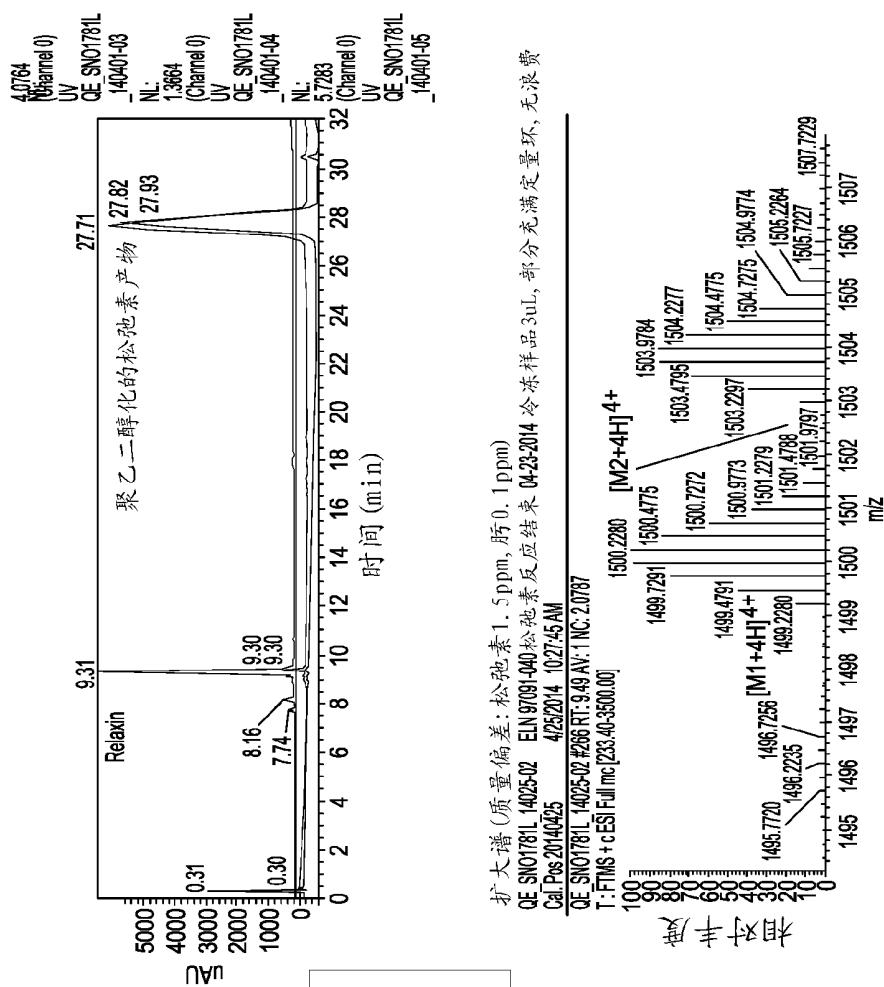 4.0764
(Channel 0)
UV
QE_SNO1781L
_140401-03
NL:
1.3664
(Channel 0)
UV
QE_SNO1781L
_140401-04
NL:
5.7283
(Channel 0)
UV
QE_SNO1781L
_140401-05
27.71
27.82
27.93
聚乙二醇化的松弛素产物
9.31
9.30
9.30
Relaxin
8.16
7.74
0.31
0.30
5000
4000
3000
2000
1000
0
uAU
0 2 4 6 8 10 12 14 16 18 20 22 24 26 28 30 32
时间(min)
扩大谱(质量偏差:松弛素1.5ppm,肟0.1ppm)
QE_SNO1781L_14025-02 ELN 97091-040松弛素反应结束 04-23-2014 冷冻样品3uL,部分充满定量环,无浪费
Cal_Pos 20140425 4/25/2014 10:27:45 AM
QE_SNO1781L_14025-02 #266 RT: 9.49 AV: 1 NC: 2.0787
T: FTMS + c ESI Full mc [233.40-3500.00]
100
90
80
70
60
50
40
30
20
10
0
相对丰度
1495.7720
1496.2235
1496.7256
[M1+4H]4+
1499.2280
1499.4791
1499.7291
1500.2280
1500.4775
1500.7272
1500.9773
1501.2279
1501.4788
1501.9797
[M2+4H]4+
1503.2297
1503.4795
1503.9784
1504.2277
1504.4775
1504.7275
1504.9774
1505.2264
1505.7227
1507.7229
1495 1496 1497 1498 1499 1500 1501 1502 1503 1504 1505 1506 1507
m/z